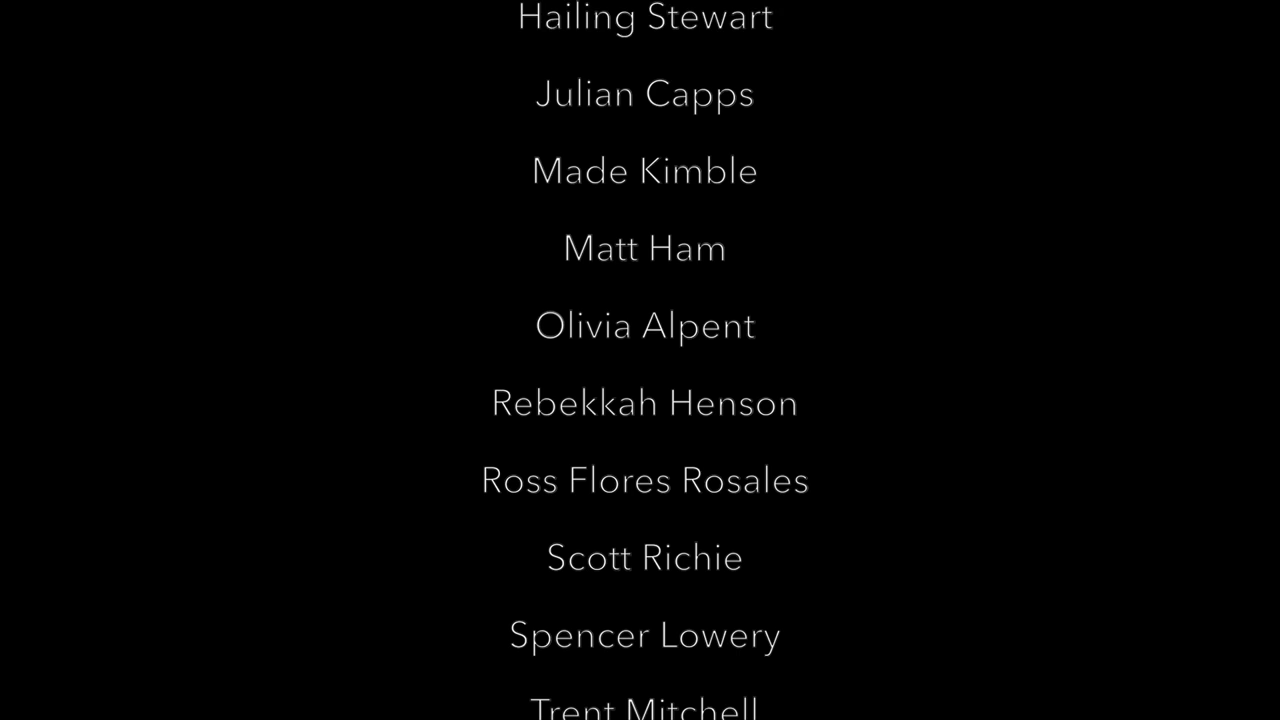 Hailing Stewart
Julian Capps
Made Kimble
Matt Ham
Olivia Alpent
Rebekkah Henson
Ross Flores Rosales
Scott Richie
Spencer Lowery
Trent Mitchell